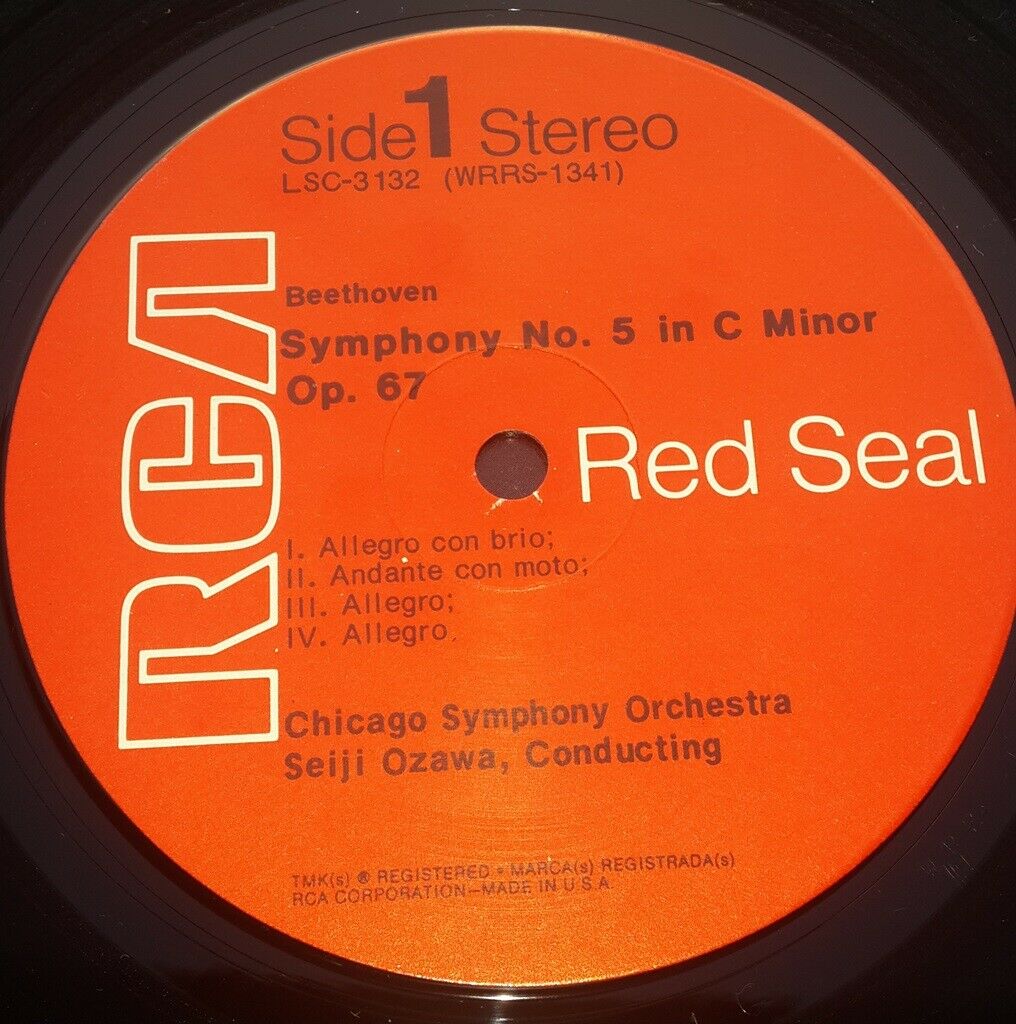 Side 1 Stereo
LSC-3132 (WRRS-1341)
RCA
Beethoven
Symphony No. 5 in C Minor
Op. 67
Red Seal
I. Allegro con brio;
II. Andante con moto;
III. Allegro;
IV. Allegro.
Chicago Symphony Orchestra
Seiji Ozawa, Conducting
TMK(s) ® REGISTERED • MARCA(s) REGISTRADA(s)
RCA CORPORATION—MADE IN U.S.A.